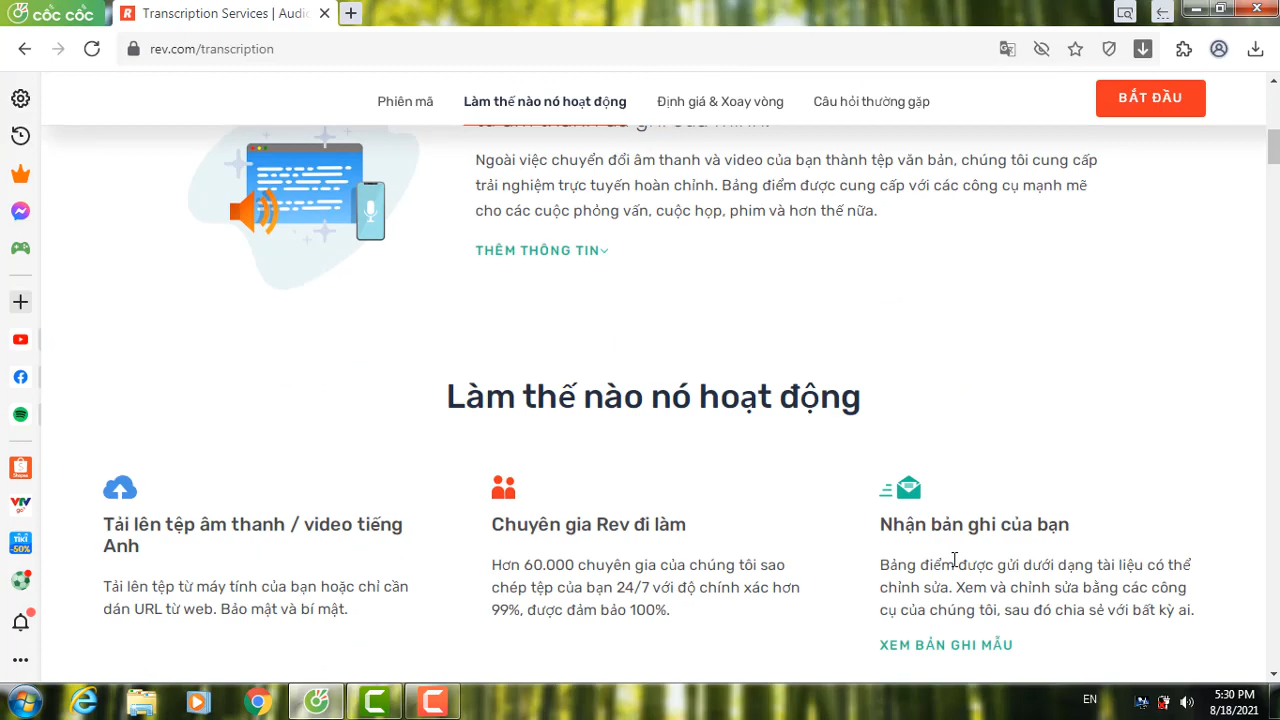 cốc cốc
Transcription Services | Audio
rev.com/transcription
Phiên mã
Làm thế nào nó hoạt động
Định giá & Xoay vòng
Câu hỏi thường gặp
BẮT ĐẦU
Ngoài việc chuyển đổi âm thanh và video của bạn thành tệp văn bản, chúng tôi cung cấp
trải nghiệm trực tuyến hoàn chỉnh. Bảng điểm được cung cấp với các công cụ mạnh mẽ
cho các cuộc phỏng vấn, cuộc họp, phim và hơn thế nữa.
THÊM THÔNG TIN
Làm thế nào nó hoạt động
Tải lên tệp âm thanh / video tiếng
Anh
Tải lên tệp từ máy tính của bạn hoặc chỉ cần
dán URL từ web. Bảo mật và bí mật.
Chuyên gia Rev đi làm
Hơn 60.000 chuyên gia của chúng tôi sao
chép tệp của bạn 24/7 với độ chính xác hơn
99%, được đảm bảo 100%.
Nhận bản ghi của bạn
Bảng điểm được gửi dưới dạng tài liệu có thể
chỉnh sửa. Xem và chỉnh sửa bằng các công
cụ của chúng tôi, sau đó chia sẻ với bất kỳ ai.
XEM BẢN GHI MẪU
EN
5:30 PM
8/18/2021